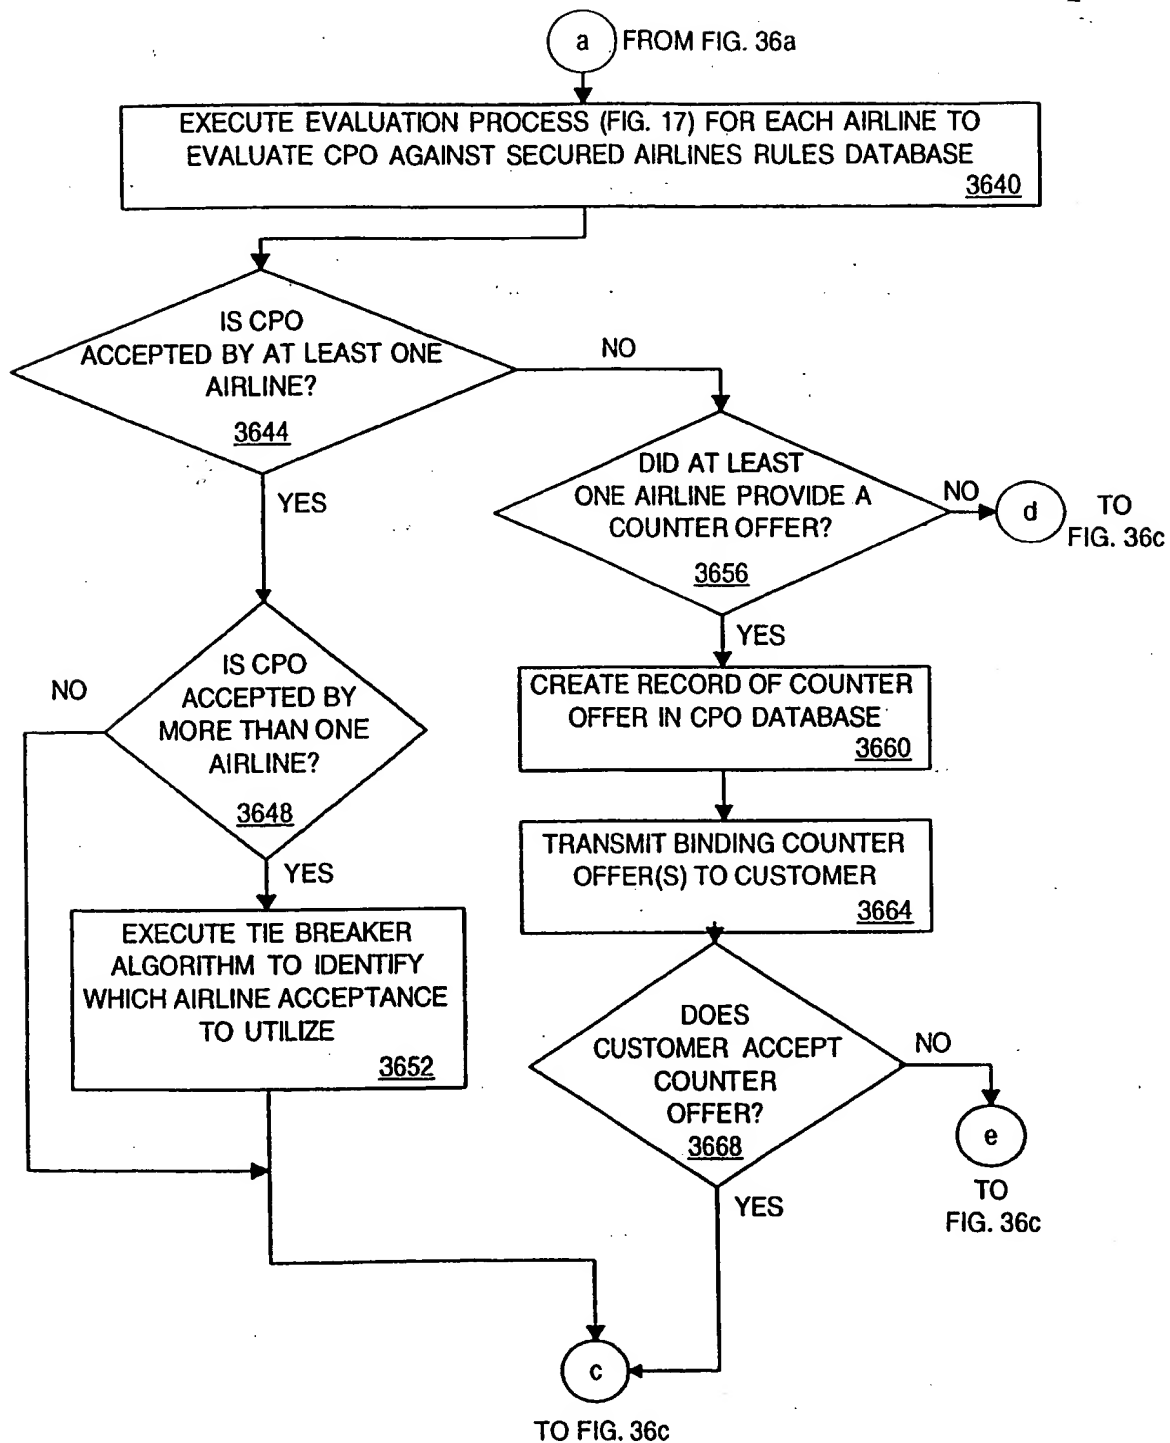 a FROM FIG. 36a
EXECUTE EVALUATION PROCESS (FIG. 17) FOR EACH AIRLINE TO
EVALUATE CPO AGAINST SECURED AIRLINES RULES DATABASE
3640
IS CPO
ACCEPTED BY AT LEAST ONE
AIRLINE?
3644
NO
YES
DID AT LEAST
ONE AIRLINE PROVIDE A
COUNTER OFFER?
3656
NO
d TO
FIG. 36c
YES
IS CPO
ACCEPTED BY
MORE THAN ONE
AIRLINE?
3648
NO
YES
CREATE RECORD OF COUNTER
OFFER IN CPO DATABASE
3660
TRANSMIT BINDING COUNTER
OFFER(S) TO CUSTOMER
3664
EXECUTE TIE BREAKER
ALGORITHM TO IDENTIFY
WHICH AIRLINE ACCEPTANCE
TO UTILIZE
3652
DOES
CUSTOMER ACCEPT
COUNTER
OFFER?
3668
NO
e
TO
FIG. 36c
YES
c
TO FIG. 36c